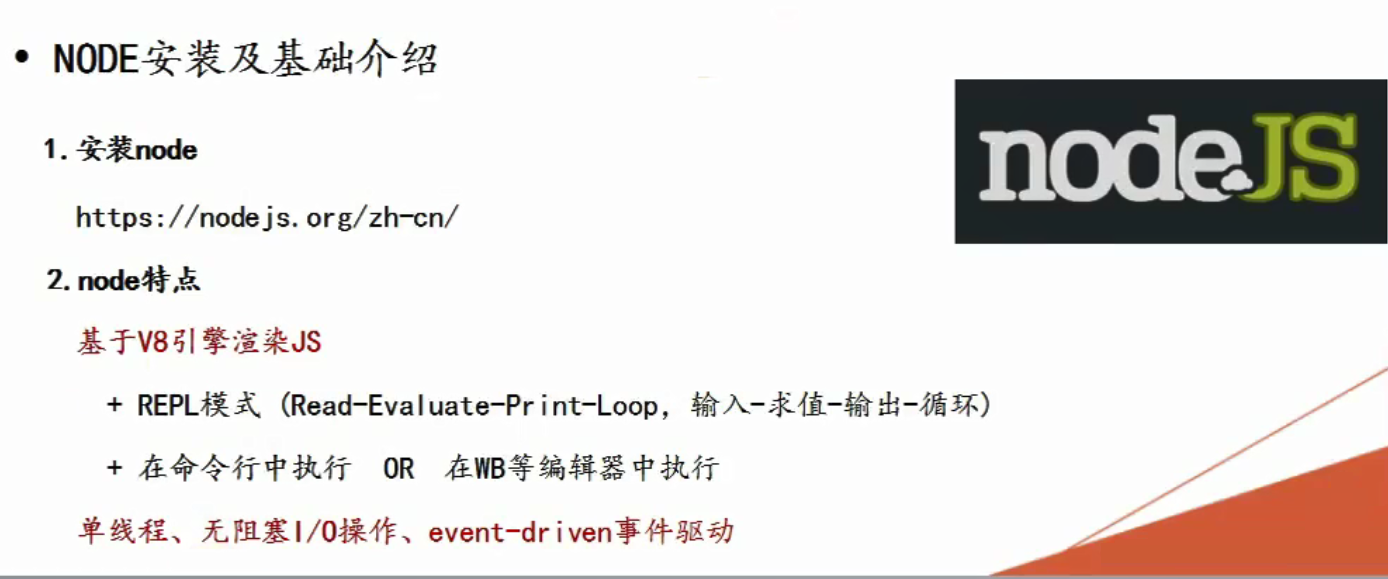 • NODE安装及基础介绍
nodeJS
1.安装node
https://nodejs.org/zh-cn/
2.node特点
基于V8引擎渲染JS
+ REPL模式 (Read-Evaluate-Print-Loop, 输入-求值-输出-循环)
+ 在命令行中执行 OR 在WB等编辑器中执行
单线程、无阻塞I/O操作、event-driven事件驱动